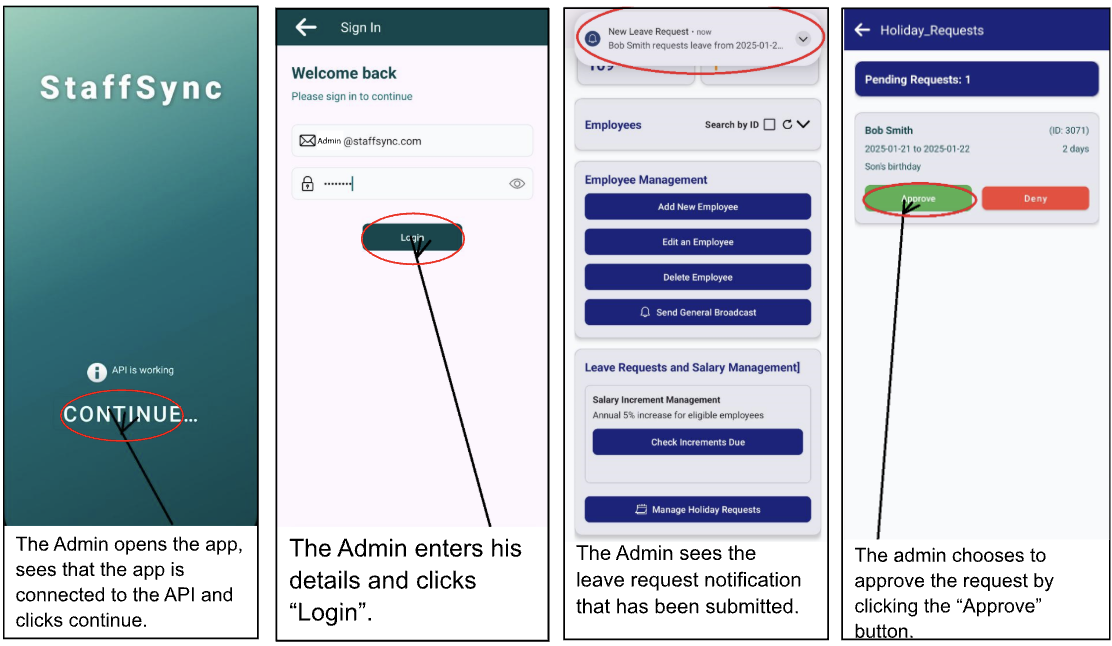 StaffSync
API is working
CONTINUE...
The Admin opens the app,
sees that the app is
connected to the API and
clicks continue.
Sign In
Welcome back
Please sign in to continue
Admin @staffsync.com
••••••••
Login
The Admin enters his
details and clicks
“Login”.
New Leave Request • now
Bob Smith requests leave from 2025-01-2...
Employees
Search by ID
Employee Management
Add New Employee
Edit an Employee
Delete Employee
Send General Broadcast
Leave Requests and Salary Management]
Salary Increment Management
Annual 5% increase for eligible employees
Check Increments Due
Manage Holiday Requests
The Admin sees the
leave request notification
that has been submitted.
Holiday_Requests
Pending Requests: 1
Bob Smith (ID: 3071)
2025-01-21 to 2025-01-22 2 days
Son's birthday
Approve Deny
The admin chooses to
approve the request by
clicking the “Approve”
button.